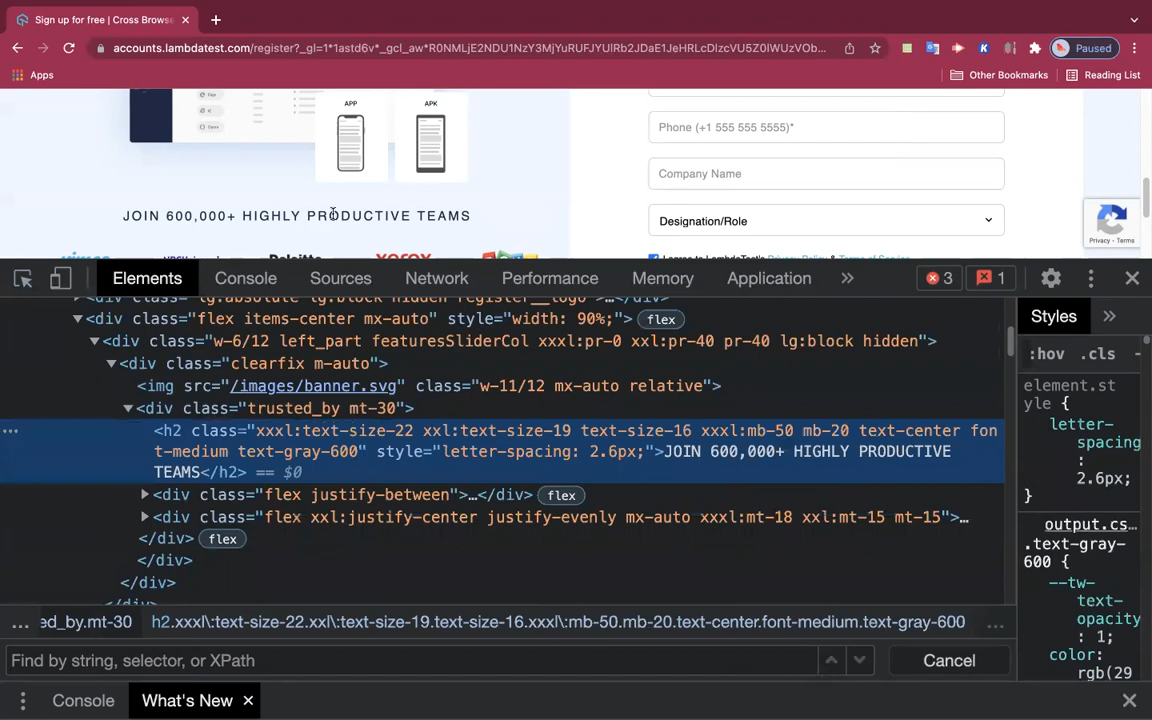 Sign up for free | Cross Browse
accounts.lambdatest.com/register?_gl=1*1astd6v*_gcl_aw*R0NMLjE2NDU1NzY3MjYuRUFJYUlRb2JDaE1JeHRLcDlzcVU5Z0lWUzVOb...
Paused
Apps
Other Bookmarks
Reading List
APP
APK
JOIN 600,000+ HIGHLY PRODUCTIVE TEAMS
Phone (+1 555 555 5555)*
Company Name
Designation/Role
Privacy - Terms
Elements
Console
Sources
Network
Performance
Memory
Application
3
1
<div class="flex items-center mx-auto" style="width: 90%;">
flex
<div class="w-6/12 left_part featuresSliderCol xxxl:pr-0 xxl:pr-40 pr-40 lg:block hidden">
<div class="clearfix m-auto">
<img src="/images/banner.svg" class="w-11/12 mx-auto relative">
<div class="trusted_by mt-30">
<h2 class="xxxl:text-size-22 xxl:text-size-19 text-size-16 xxxl:mb-50 mb-20 text-center fon
t-medium text-gray-600" style="letter-spacing: 2.6px;">JOIN 600,000+ HIGHLY PRODUCTIVE
TEAMS</h2> == $0
<div class="flex justify-between">…</div>
flex
<div class="flex xxl:justify-center justify-evenly mx-auto xxxl:mt-18 xxl:mt-15 mt-15">…
</div>
flex
</div>
</div>
... ed_by.mt-30
h2.xxxl\:text-size-22.xxl\:text-size-19.text-size-16.xxxl\:mb-50.mb-20.text-center.font-medium.text-gray-600
...
Find by string, selector, or XPath
Cancel
Styles
:hov .cls
element.st
yle {
letter-
spacing
:
2.6px;
}
output.cs…
.text-gray-
600 {
--tw-
text-
opacity
: 1;
color:
rgb(29
Console
What's New